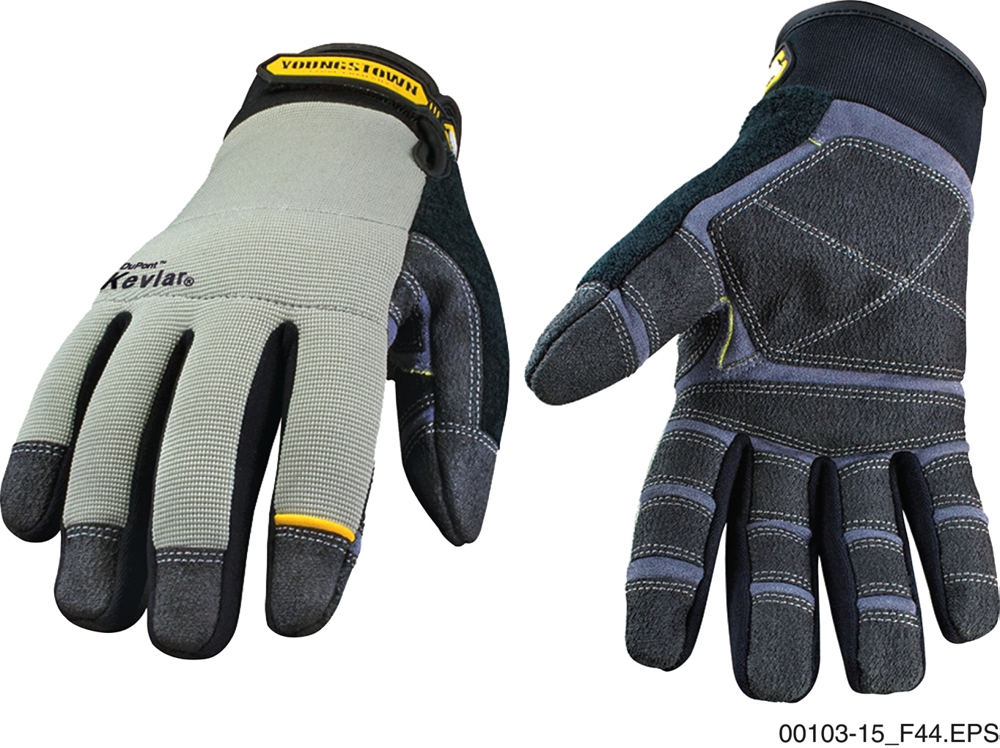 YOUNGSTOWN
DuPont™
Kevlar®
00103-15_F44.EPS